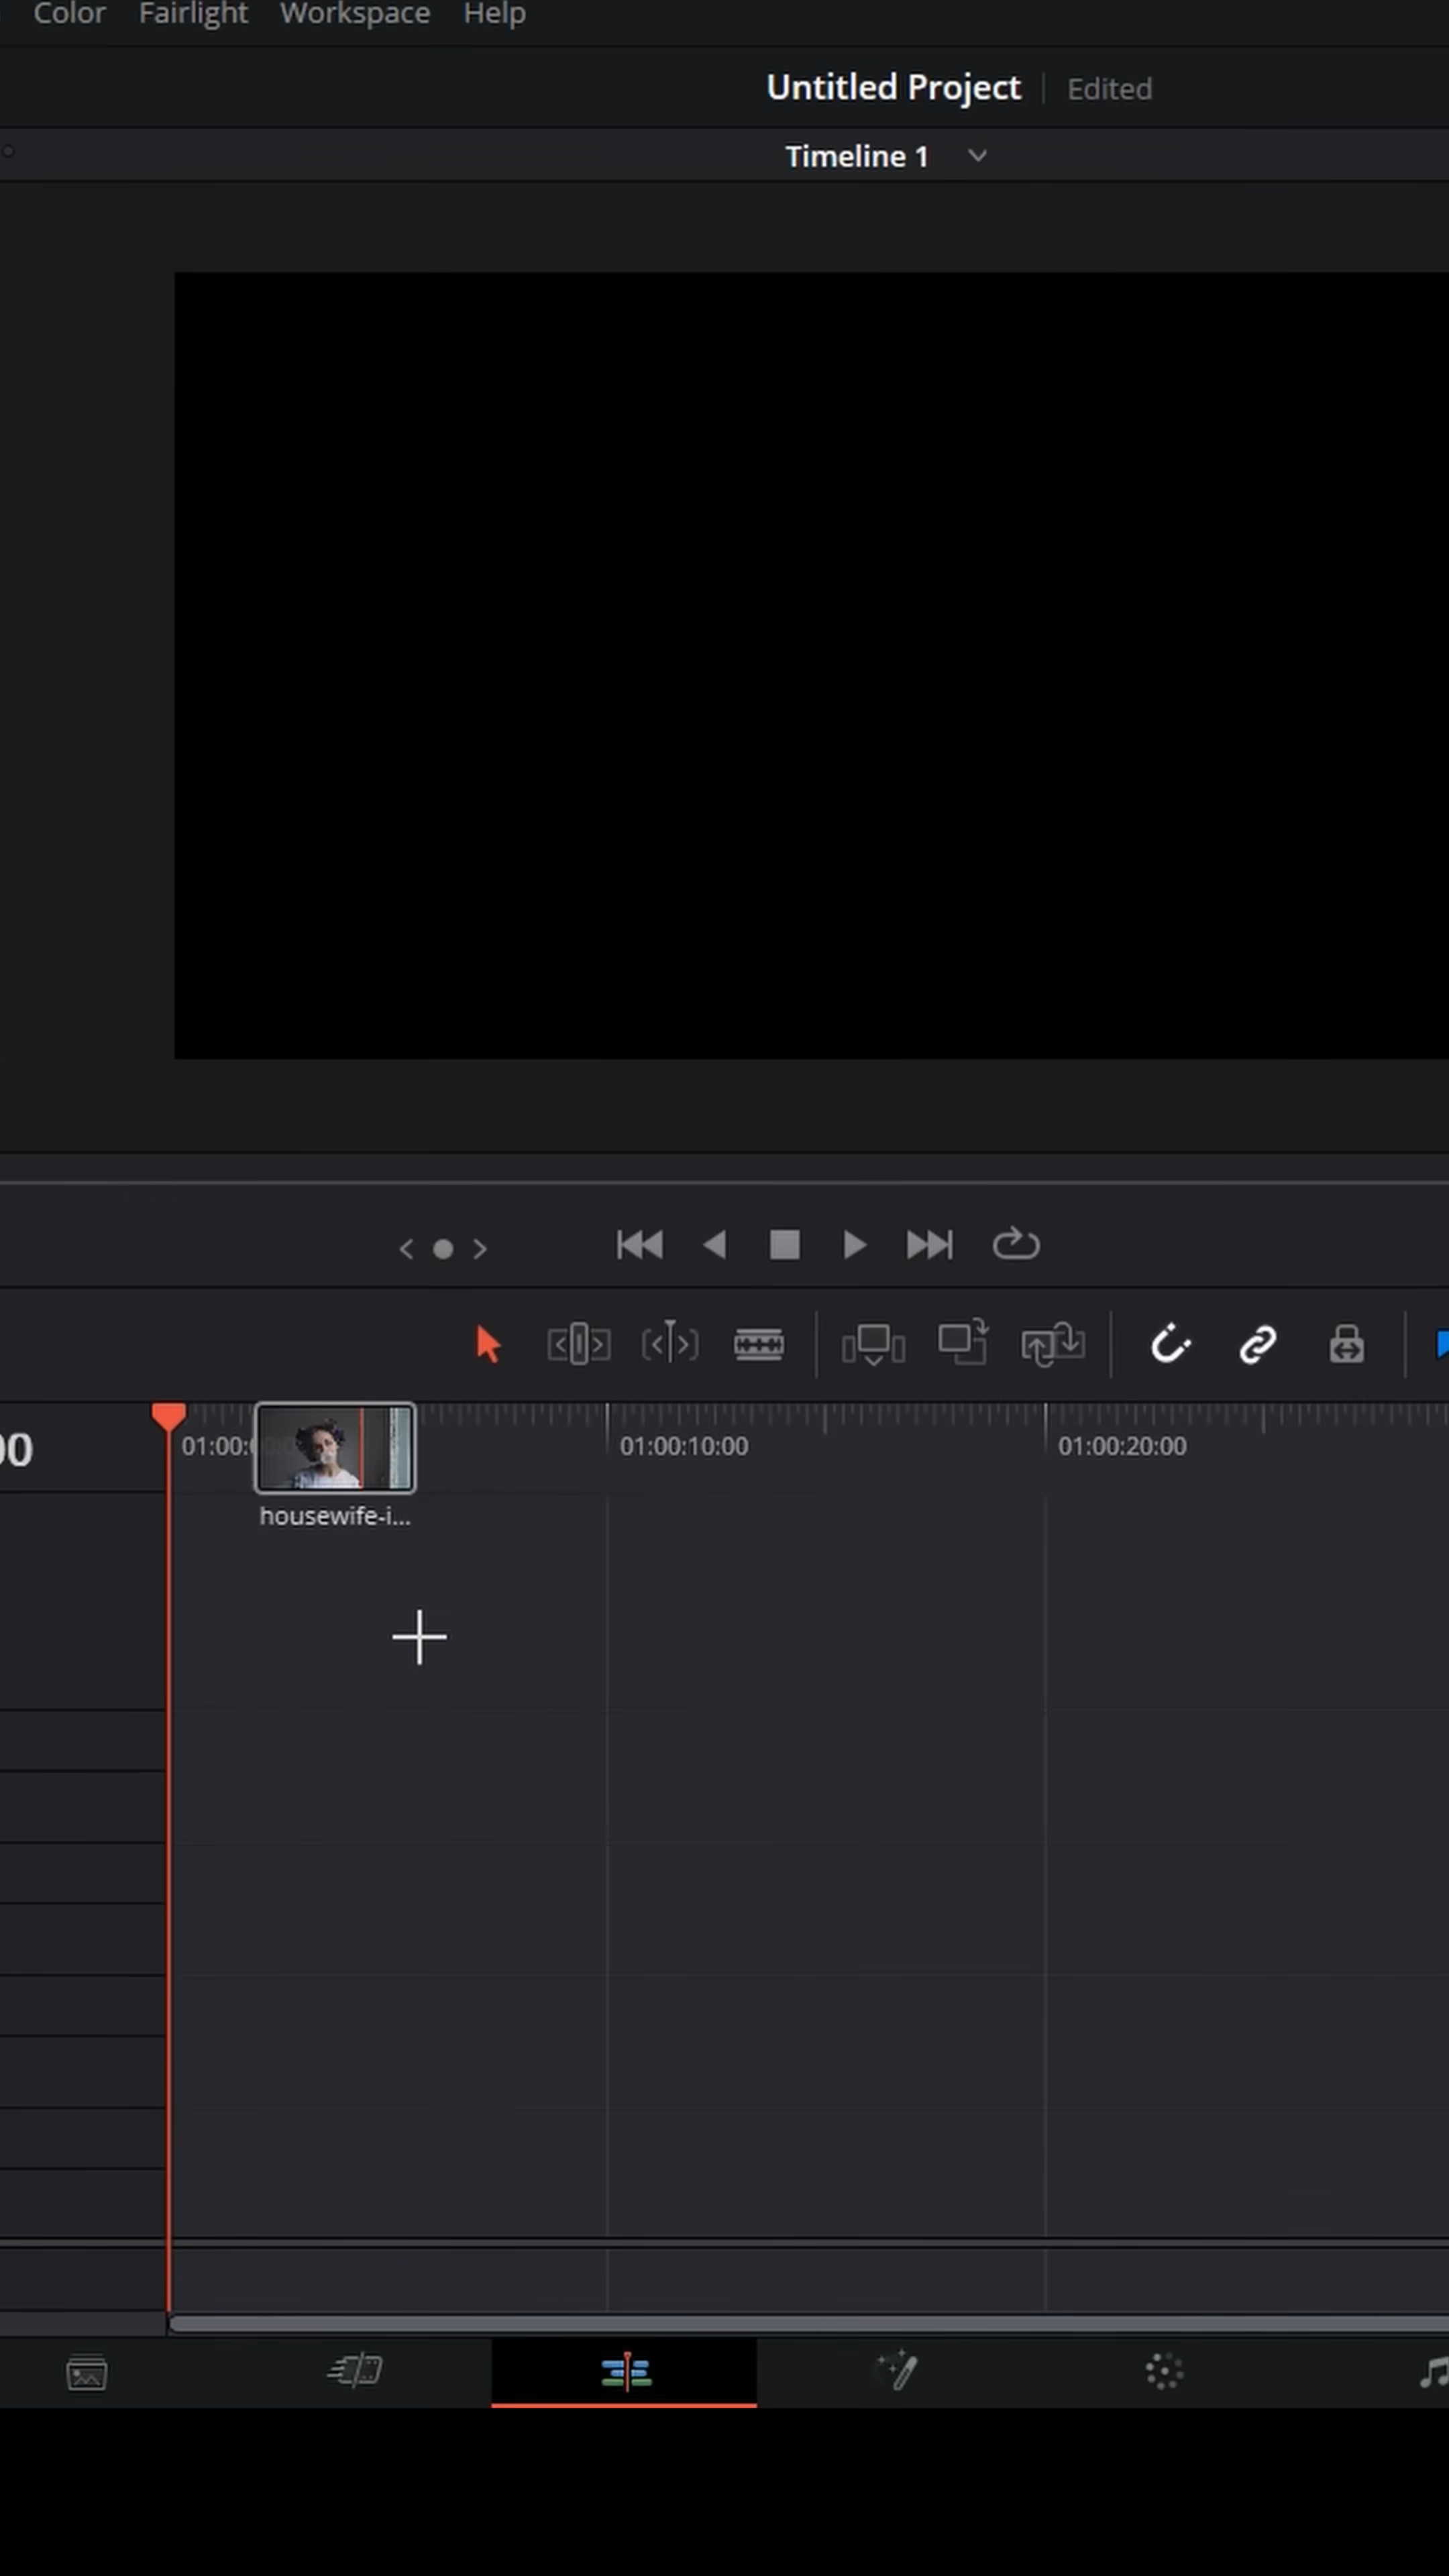 Color Fairlight Workspace Help
Untitled Project Edited
Timeline 1
00
01:00:
01:00:10:00
01:00:20:00
housewife-i...